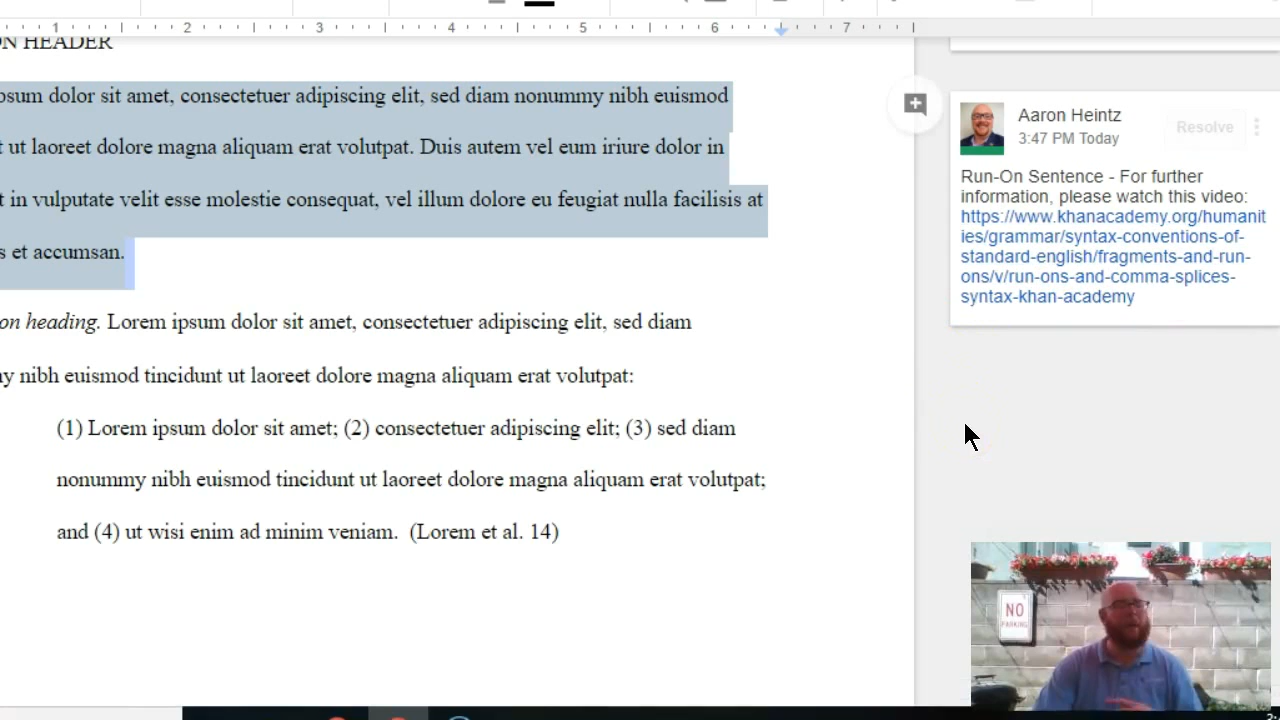 1 2 3 4 5 6 7
ON HEADER
psum dolor sit amet, consectetuer adipiscing elit, sed diam nonummy nibh euismod
t ut laoreet dolore magna aliquam erat volutpat. Duis autem vel eum iriure dolor in
t in vulputate velit esse molestie consequat, vel illum dolore eu feugiat nulla facilisis at
s et accumsan.
on heading. Lorem ipsum dolor sit amet, consectetuer adipiscing elit, sed diam
ny nibh euismod tincidunt ut laoreet dolore magna aliquam erat volutpat:
(1) Lorem ipsum dolor sit amet; (2) consectetuer adipiscing elit; (3) sed diam
nonummy nibh euismod tincidunt ut laoreet dolore magna aliquam erat volutpat;
and (4) ut wisi enim ad minim veniam. (Lorem et al. 14)
Aaron Heintz
Resolve
3:47 PM Today
Run-On Sentence - For further
information, please watch this video:
https://www.khanacademy.org/humanit
ies/grammar/syntax-conventions-of-
standard-english/fragments-and-run-
ons/v/run-ons-and-comma-splices-
syntax-khan-academy
NO
PARKING